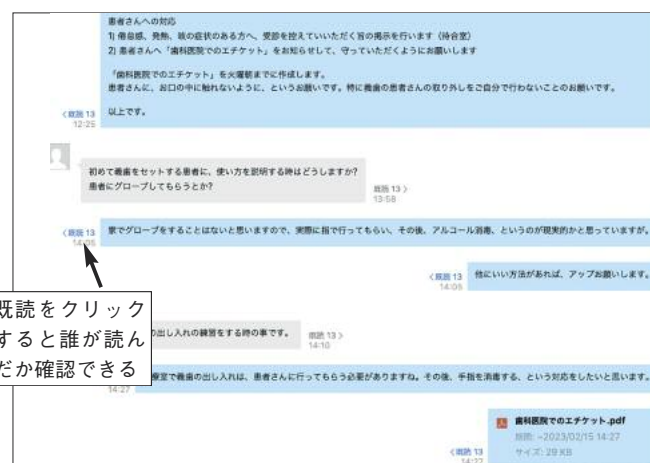 患者さんへの対応
1) 倦怠感、発熱、咳の症状のある方へ、受診を控えていいただく旨の掲示を行います（待合室）
2) 患者さんへ「歯科医院でのエチケット」をお知らせして、守っていただくようにお願いします
「歯科医院でのエチケット」を火曜朝までに作成します。
患者さんに、お口の中に触れないように、というお願いです。特に義歯の患者さんの取り外しをご自分で行わないことのお願いです。
以上です。
<既読 13
12:25
初めて義歯をセットする患者に、使い方を説明する時はどうしますか?
患者にグローブしてもらうとか?
既読 13 >
13:58
家でグローブをすることはないと思いますので、実際に指で行ってもらい、その後、アルコール消毒、というのが現実的かと思っていますが。
<既読 13
14:05
他にいい方法があれば、アップお願いします。
<既読 13
14:05
既読をクリック
すると誰が読ん
だか確認できる
の出し入れの練習をする時の事です。
既読 13 >
14:10
療室で義歯の出し入れは、患者さんに行ってもらう必要がありますね。その後、手指を消毒する、という対応をしたいと思います。
14:27
歯科医院でのエチケット.pdf
期間: ~2023/02/15 14:27
サイズ: 29 KB
<既読 13
14:27